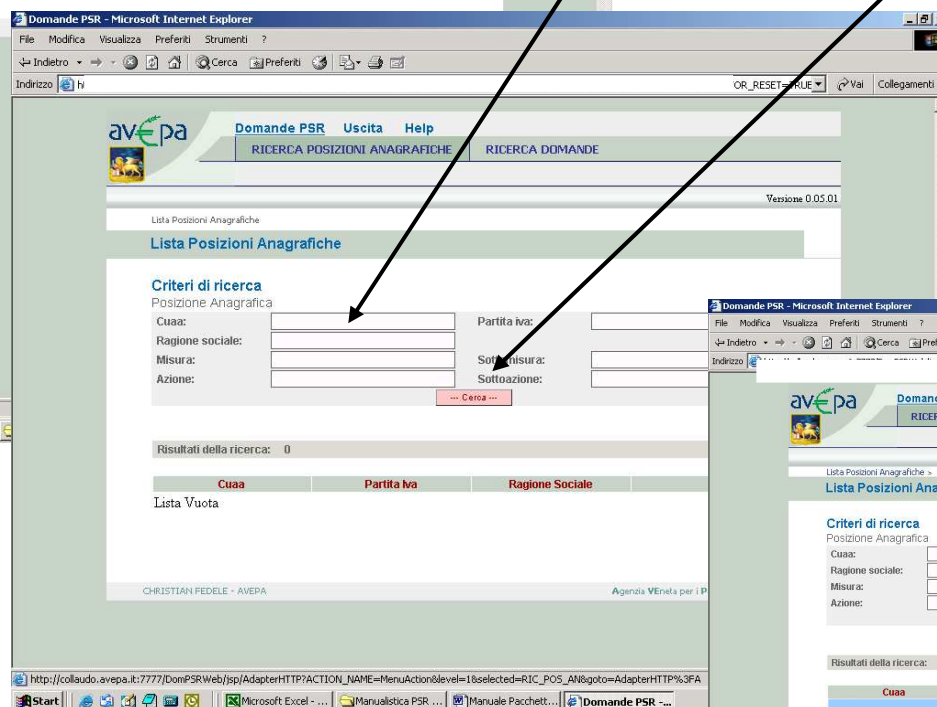 Domande PSR - Microsoft Internet Explorer
File Modifica Visualizza Preferiti Strumenti ?
Indietro Cerca Preferiti
Indirizzo OR_RESET=TRUE Vai Collegamenti
av€pa
Domande PSR Uscita Help
RICERCA POSIZIONI ANAGRAFICHE RICERCA DOMANDE
Versione 0.05.01
Lista Posizioni Anagrafiche
Lista Posizioni Anagrafiche
Criteri di ricerca
Posizione Anagrafica
Cuaa: Partita iva:
Ragione sociale:
Misura: Sottomisura:
Azione: Sottoazione:
--- Cerca ---
Risultati della ricerca: 0
Cuaa Partita Iva Ragione Sociale
Lista Vuota
CHRISTIAN FEDELE - AVEPA Agenzia VEneta per i P
http://collaudo.avepa.it:7777/DomPSRWeb/jsp/AdapterHTTP?ACTION_NAME=MenuAction&level=1&selected=RIC_POS_AN&goto=AdapterHTTP%3FA
Start Microsoft Excel - ... Manualistica PSR ... Manuale Pacchett... Domande PSR -...
Domande PSR - Microsoft Internet Explorer
File Modifica Visualizza Preferiti Strumenti ?
Indietro Cerca
Indirizzo
av€pa
Lista Posizioni Anagrafiche >
Lista Posizioni Ana
Criteri di ricerca
Posizione Anagrafica
Cuaa:
Ragione sociale:
Misura:
Azione:
Risultati della ricerca:
Cuaa